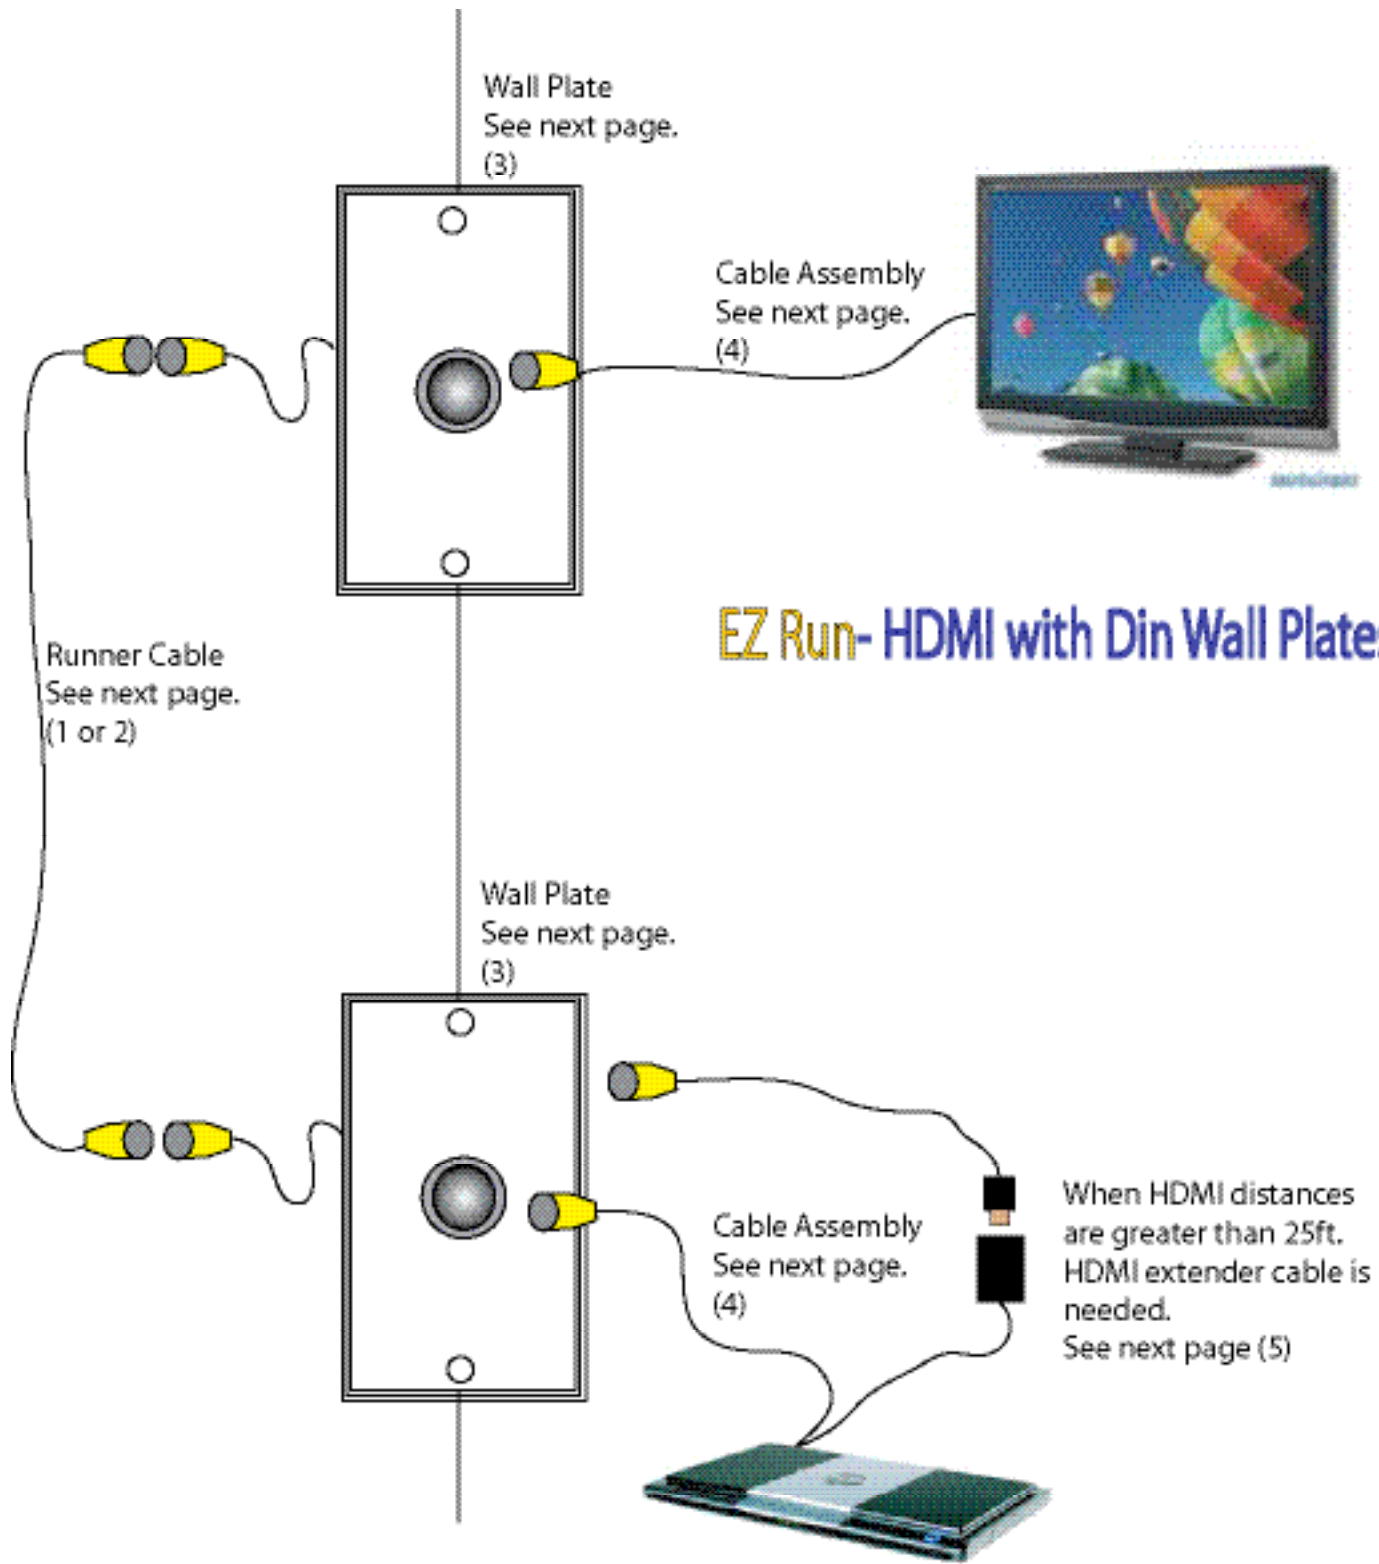 Wall Plate
See next page.
(3)
Cable Assembly
See next page.
(4)
EZ Run- HDMI with Din Wall Plate
Runner Cable
See next page.
(1 or 2)
Wall Plate
See next page.
(3)
Cable Assembly
See next page.
(4)
When HDMI distances
are greater than 25ft.
HDMI extender cable is
needed.
See next page (5)